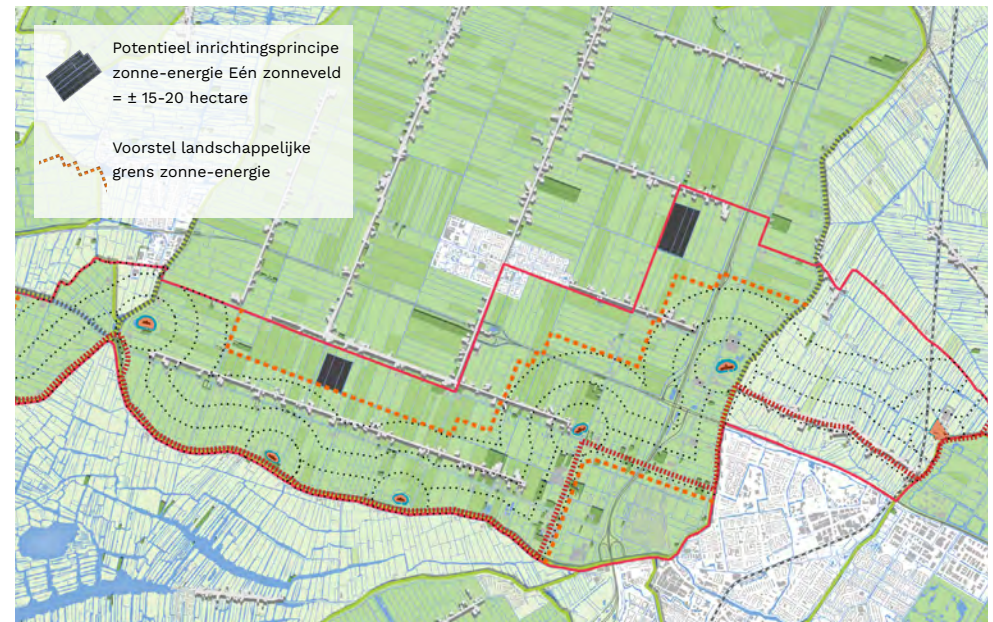 Potentieel inrichtingsprincipe
zonne-energie Eén zonneveld
= ± 15-20 hectare
Voorstel landschappelijke
grens zonne-energie